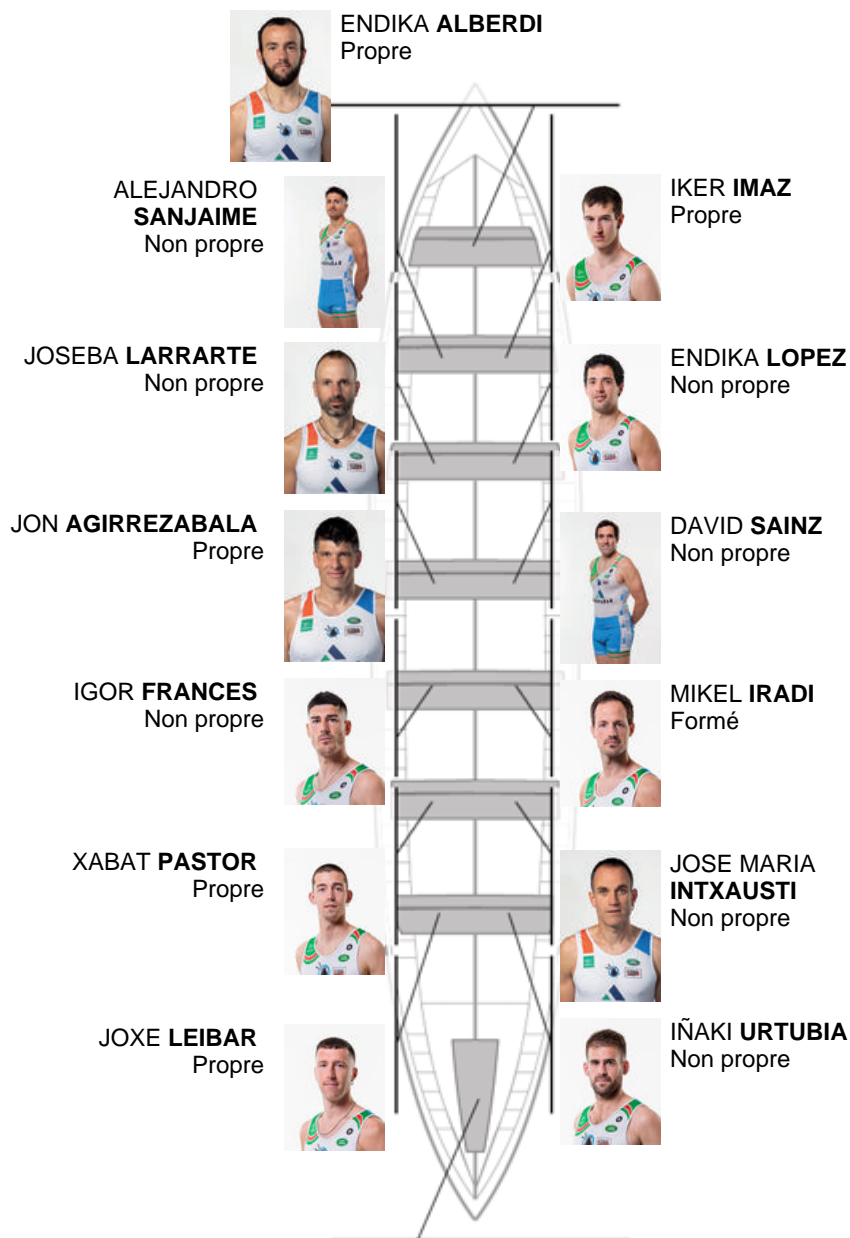 ENDIKA ALBERDI
Propre
ALEJANDRO
SANJAIME
Non propre
IKER IMAZ
Propre
JOSEBA LARRARTE
Non propre
ENDIKA LOPEZ
Non propre
JON AGIRREZABALA
Propre
DAVID SAINZ
Non propre
IGOR FRANCES
Non propre
MIKEL IRADI
Formé
XABAT PASTOR
Propre
JOSE MARIA
INTXAUSTI
Non propre
JOXE LEIBAR
Propre
IÑAKI URTUBIA
Non propre